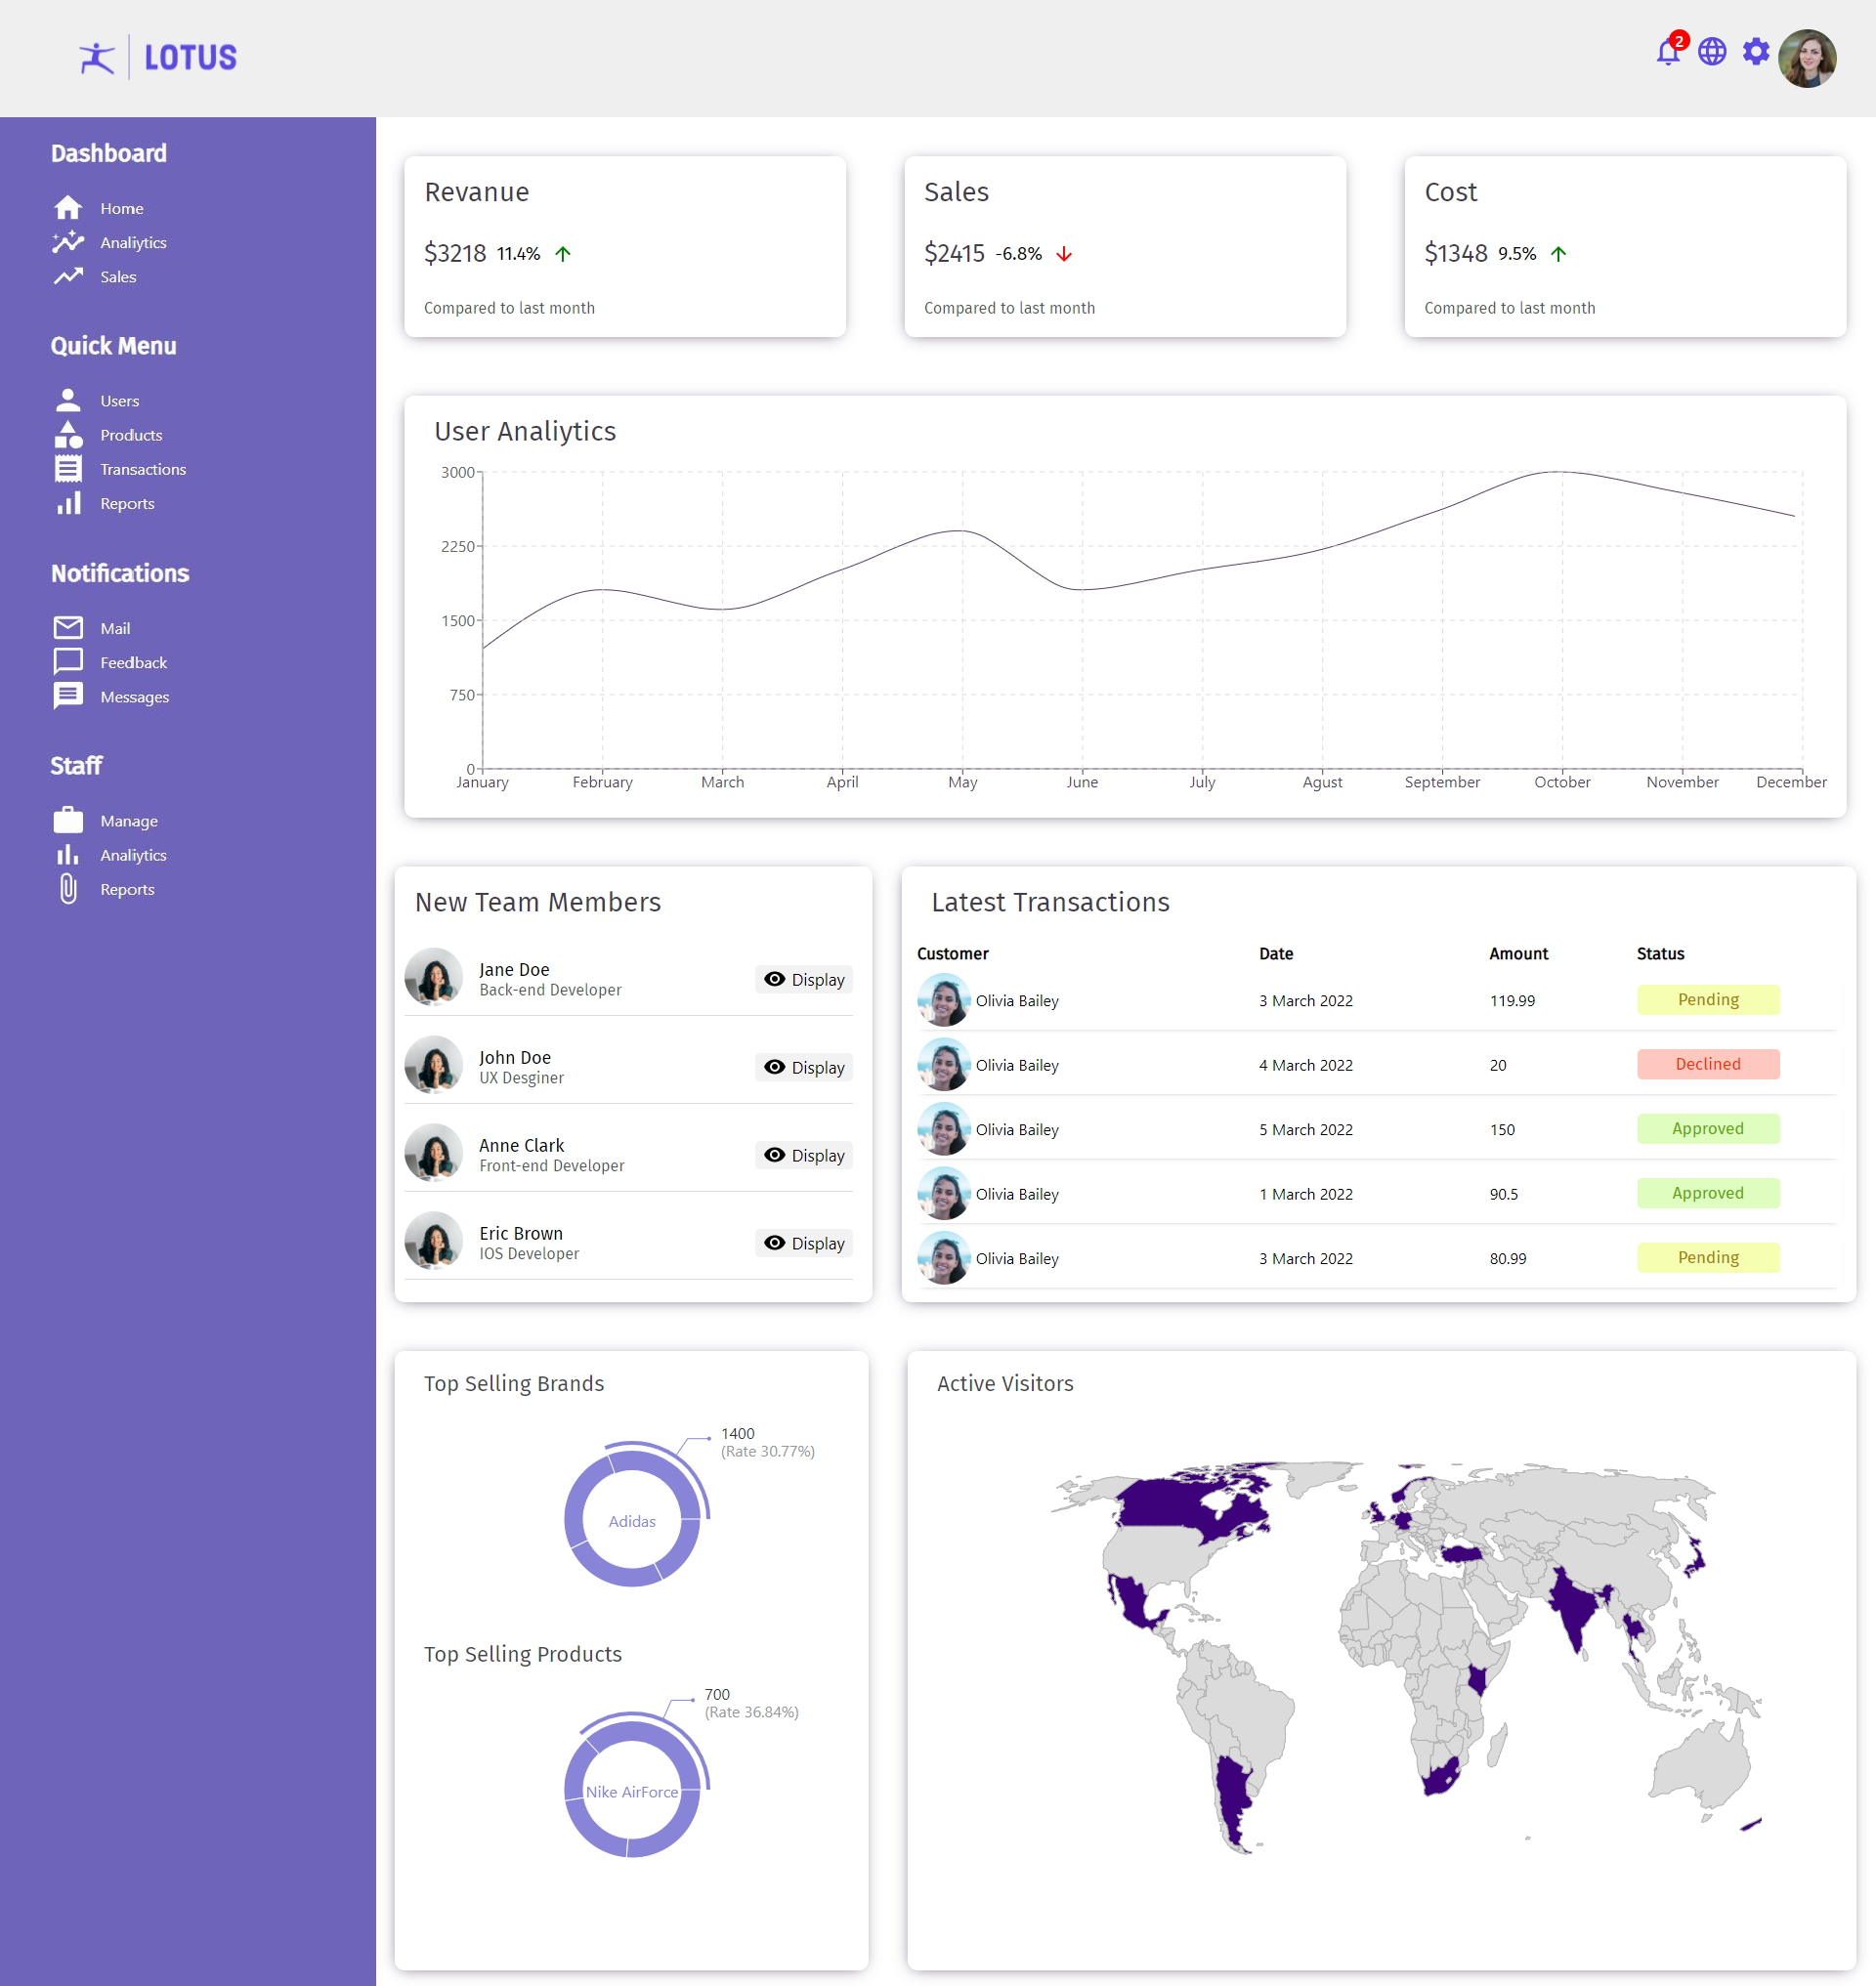 LOTUS
2
Dashboard
Home
Analiytics
Sales
Quick Menu
Users
Products
Transactions
Reports
Notifications
Mail
Feedback
Messages
Staff
Manage
Analiytics
Reports
Revanue
$3218 11.4%
Compared to last month
Sales
$2415 -6.8%
Compared to last month
Cost
$1348 9.5%
Compared to last month
User Analiytics
3000
2250
1500
750
0
January February March April May June July Agust September October November December
New Team Members
Jane Doe
Back-end Developer
Display
John Doe
UX Desginer
Display
Anne Clark
Front-end Developer
Display
Eric Brown
IOS Developer
Display
Latest Transactions
Customer Date Amount Status
Olivia Bailey 3 March 2022 119.99 Pending
Olivia Bailey 4 March 2022 20 Declined
Olivia Bailey 5 March 2022 150 Approved
Olivia Bailey 1 March 2022 90.5 Approved
Olivia Bailey 3 March 2022 80.99 Pending
Top Selling Brands
1400
(Rate 30.77%)
Adidas
Top Selling Products
700
(Rate 36.84%)
Nike AirForce
Active Visitors